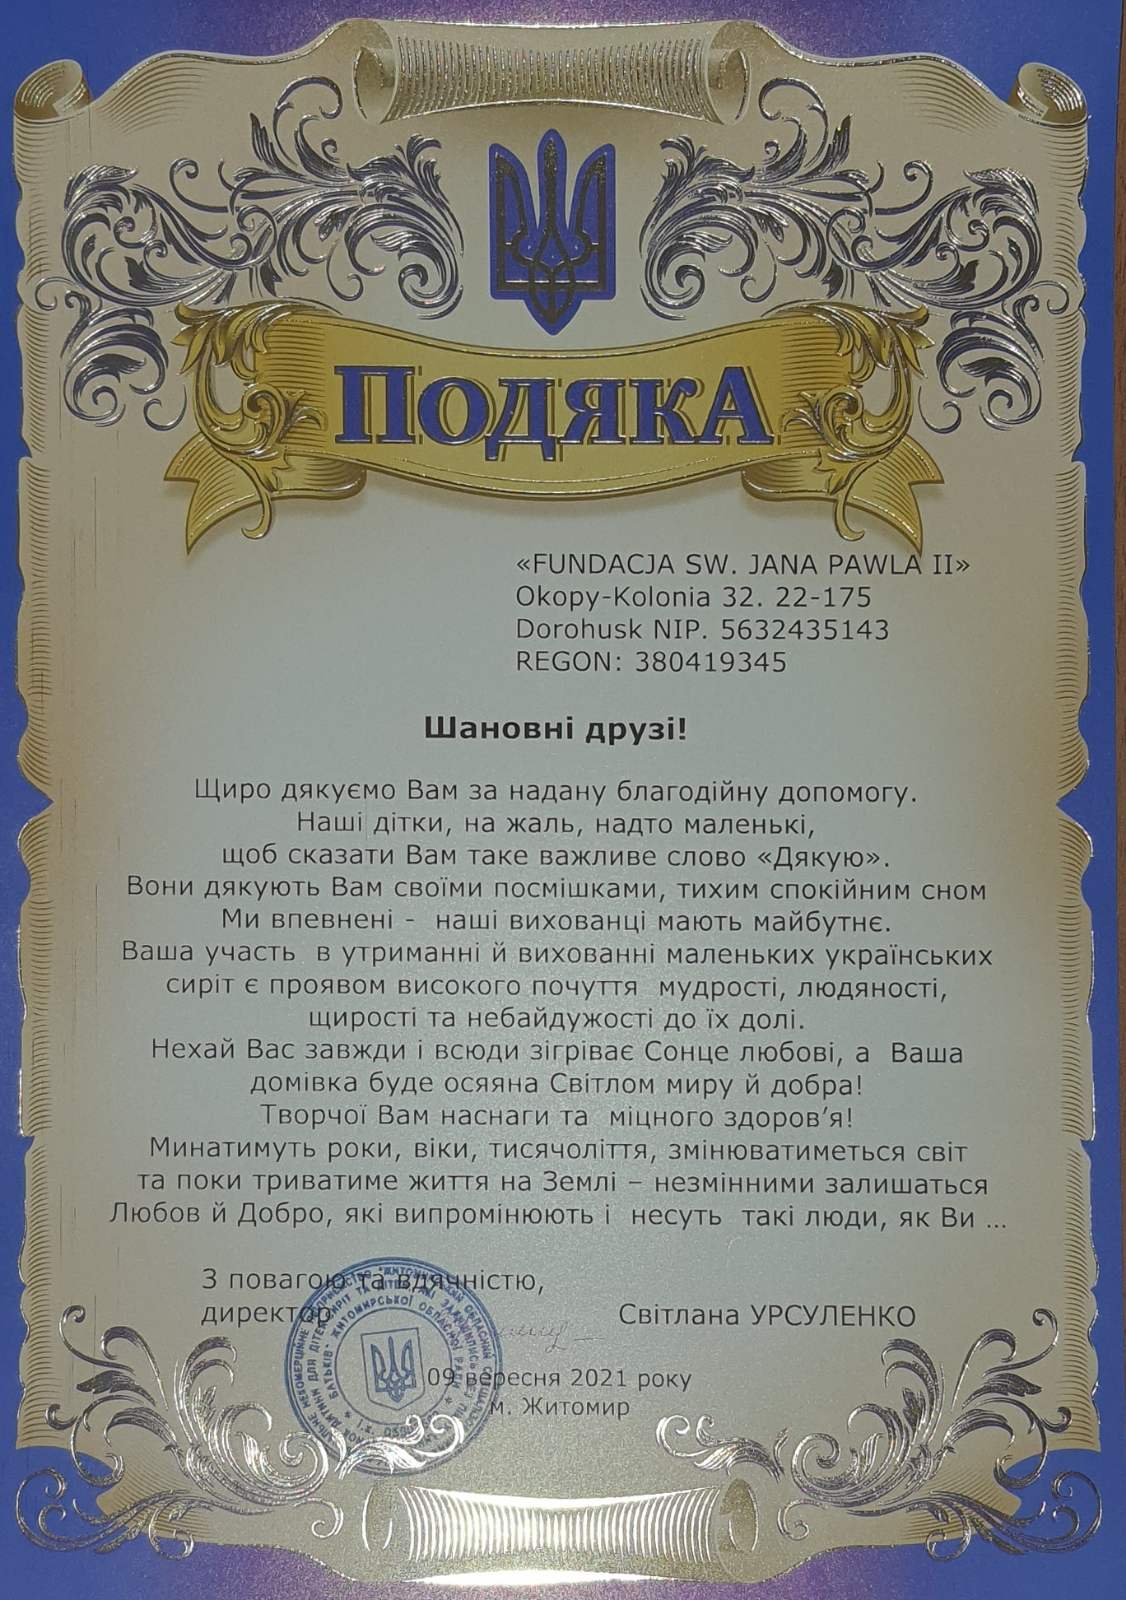 ПОДЯКА
«FUNDACJA SW. JANA PAWLA II»
Okopy-Kolonia 32. 22-175
Dorohusk NIP. 5632435143
REGON: 380419345
Шановні друзі!
Щиро дякуємо Вам за надану благодійну допомогу.
Наші дітки, на жаль, надто маленькі,
щоб сказати Вам таке важливе слово «Дякую».
Вони дякують Вам своїми посмішками, тихим спокійним сном
Ми впевнені - наші вихованці мають майбутнє.
Ваша участь в утриманні й вихованні маленьких українських
сиріт є проявом високого почуття мудрості, людяності,
щирості та небайдужості до їх долі.
Нехай Вас завжди і всюди зігріває Сонце любові, а Ваша
домівка буде осяяна Світлом миру й добра!
Творчої Вам наснаги та міцного здоров’я!
Минатимуть роки, віки, тисячоліття, змінюватиметься світ
та поки триватиме життя на Землі – незмінними залишаться
Любов й Добро, які випромінюють і несуть такі люди, як Ви ...
З повагою та вдячністю,
директор Світлана УРСУЛЕНКО
09 вересня 2021 року
м. Житомир
ЖИТОМИРСЬКОЇ ОБЛАСНОЇ РАДИ